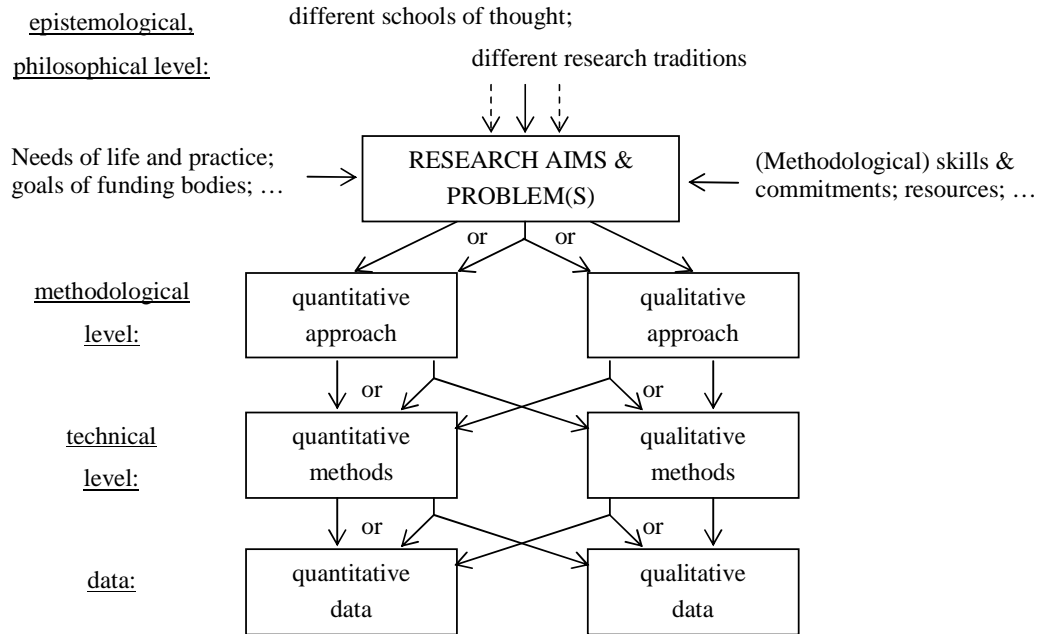 epistemological,
philosophical level:
different schools of thought;
different research traditions
Needs of life and practice;
goals of funding bodies; …
RESEARCH AIMS &
PROBLEM(S)
(Methodological) skills &
commitments; resources; …
or or
methodological
level:
quantitative
approach
qualitative
approach
or or
technical
level:
quantitative
methods
qualitative
methods
or or
data:
quantitative
data
qualitative
data